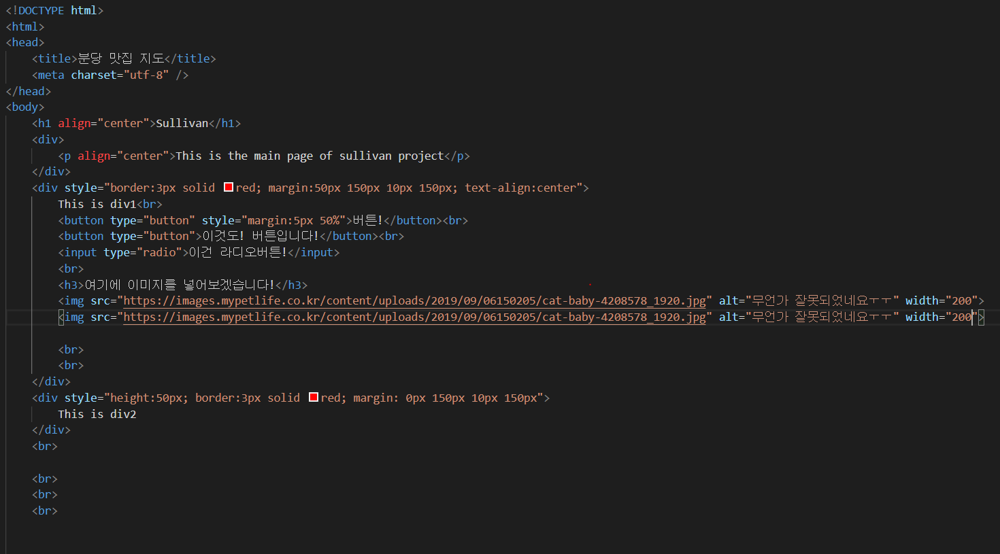 <!DOCTYPE html>
<html>
<head>
    <title>분당 맛집 지도</title>
    <meta charset="utf-8" />
</head>
<body>
    <h1 align="center">Sullivan</h1>
    <div>
        <p align="center">This is the main page of sullivan project</p>
    </div>
    <div style="border:3px solid red; margin:50px 150px 10px 150px; text-align:center">
        This is div1<br>
        <button type="button" style="margin:5px 50%">버튼!</button><br>
        <button type="button">이것도! 버튼입니다!</button><br>
        <input type="radio">이건 라디오버튼!</input>
        <br>
        <h3>여기에 이미지를 넣어보겠습니다!</h3>
        <img src="https://images.mypetlife.co.kr/content/uploads/2019/09/06150205/cat-baby-4208578_1920.jpg" alt="무언가 잘못되었네요ㅜㅜ" width="200">
        <img src="https://images.mypetlife.co.kr/content/uploads/2019/09/06150205/cat-baby-4208578_1920.jpg" alt="무언가 잘못되었네요ㅜㅜ" width="200">
        <br>
        <br>
    </div>
    <div style="height:50px; border:3px solid red; margin: 0px 150px 10px 150px">
        This is div2
    </div>
    <br>
    <br>
    <br>
    <br>